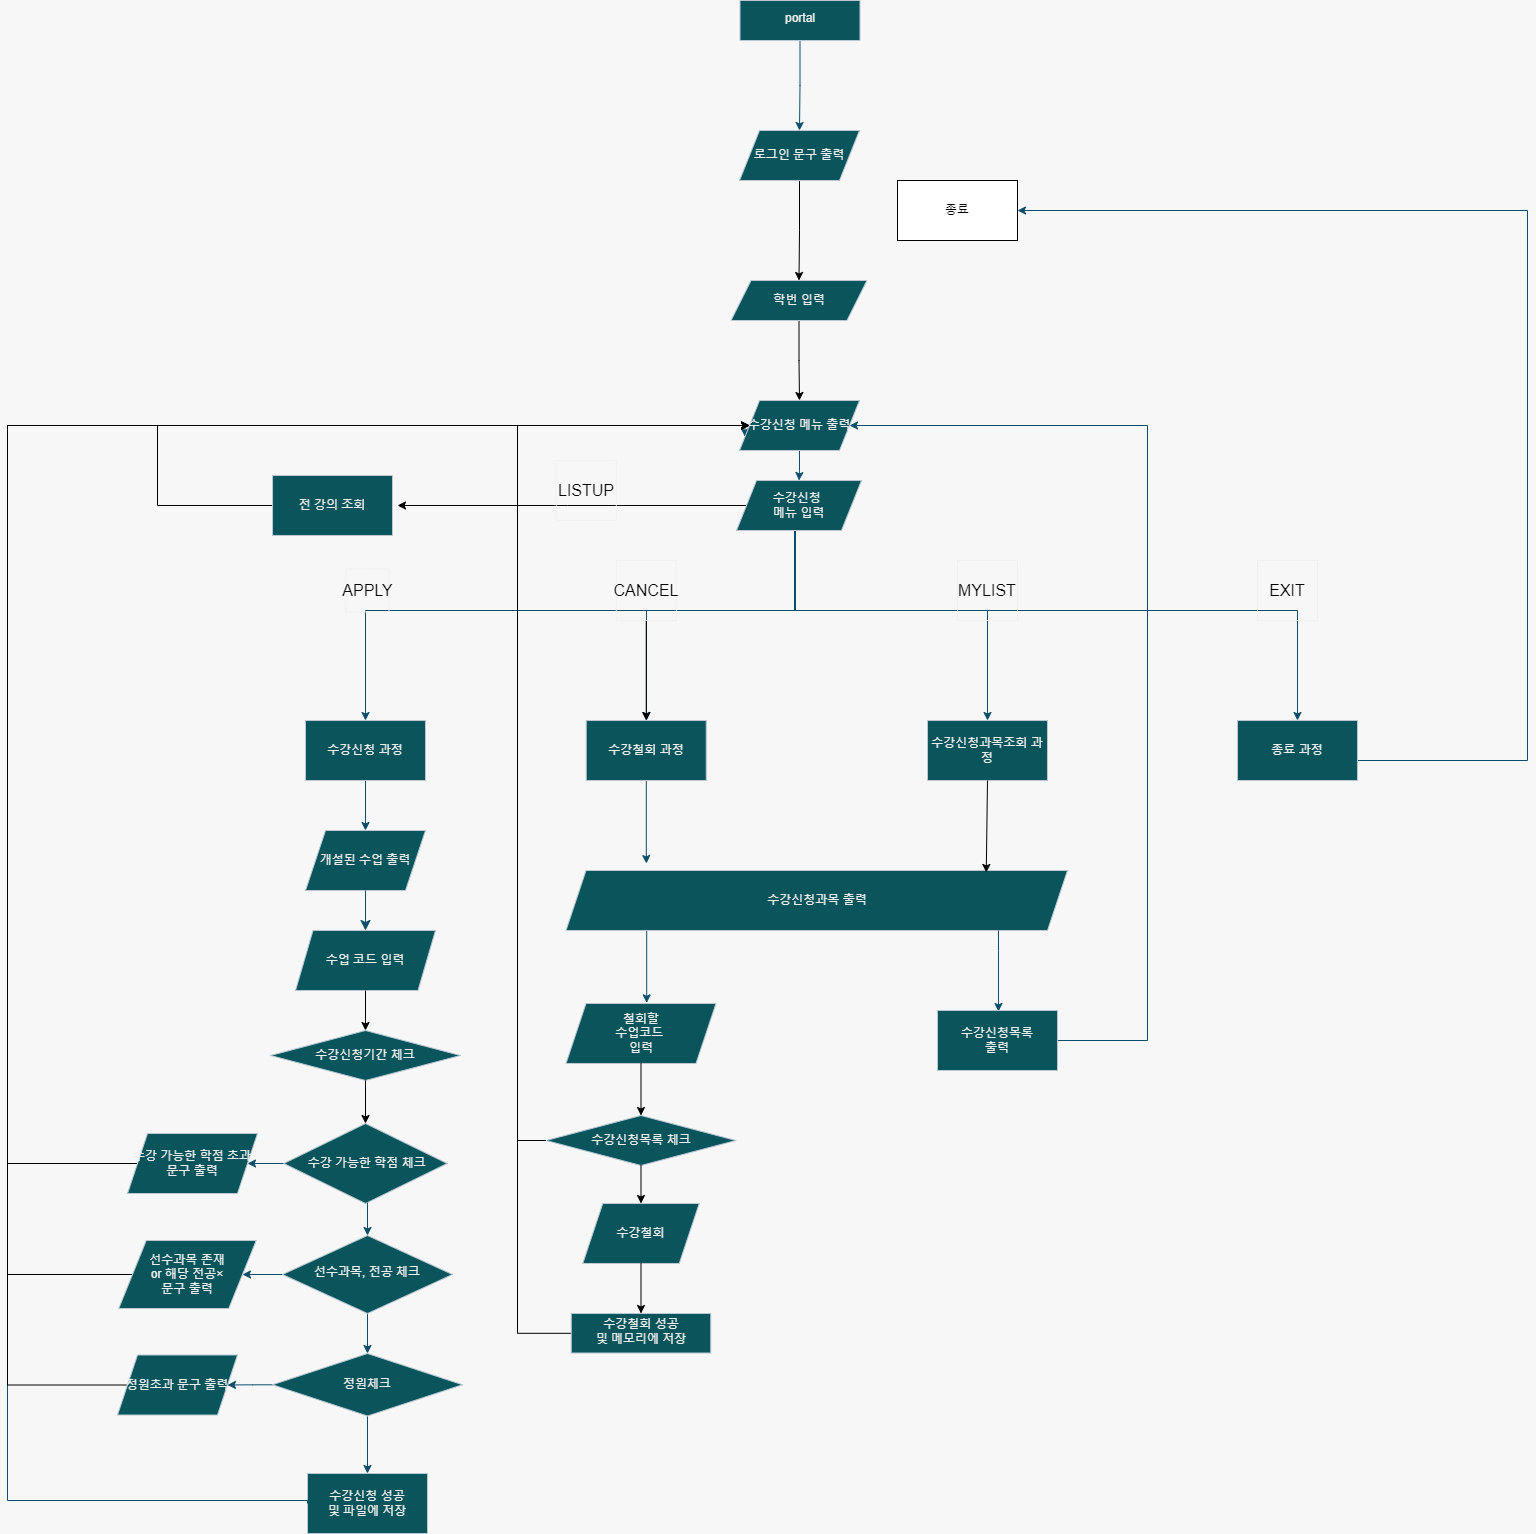 portal
로그인 문구 출력
종료
학번 입력
수강신청 메뉴 출력
전 강의 조회
LISTUP
수강신청
메뉴 입력
APPLY
CANCEL
MYLIST
EXIT
수강신청 과정
수강철회 과정
수강신청과목조회 과
정
종료 과정
개설된 수업 출력
수강신청과목 출력
수업 코드 입력
철회할
수업코드
입력
수강신청목록
출력
수강신청기간 체크
수강신청목록 체크
수강 가능한 학점 초과
문구 출력
수강 가능한 학점 체크
수강철회
선수과목 존재
or 해당 전공×
문구 출력
선수과목, 전공 체크
수강철회 성공
및 메모리에 저장
정원초과 문구 출력
정원체크
수강신청 성공
및 파일에 저장